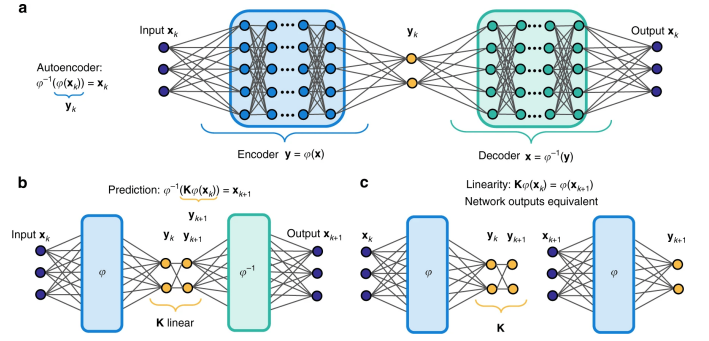 a
Input x_k
y_k
Output x_k
Autoencoder:
φ⁻¹(φ(x_k)) = x_k
y_k
Encoder y = φ(x)
Decoder x = φ⁻¹(y)
b
Prediction: φ⁻¹(Kφ(x_k)) = x_{k+1}
y_{k+1}
Input x_k
y_k y_{k+1}
Output x_{k+1}
φ
φ⁻¹
K linear
c
Linearity: Kφ(x_k) = φ(x_{k+1})
Network outputs equivalent
x_k
y_k y_{k+1}
x_{k+1}
y_{k+1}
φ
φ
K